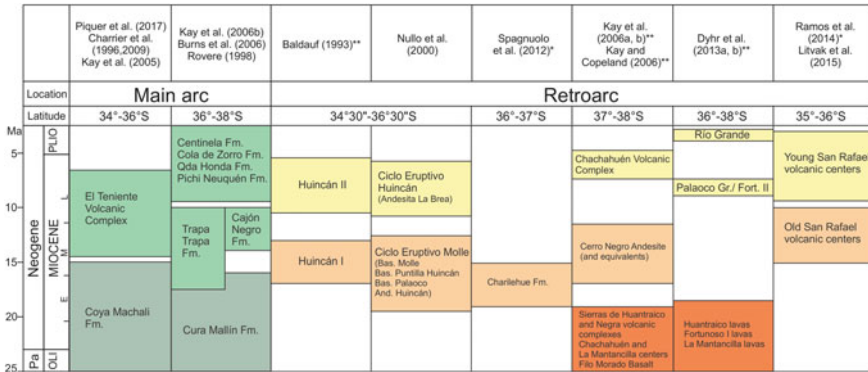 Piquer et al. (2017)
Charrier et al.
(1996,2009)
Kay et al. (2005)
Kay et al. (2006b)
Burns et al. (2006)
Rovere (1998)
Baldauf (1993)**
Nullo et al.
(2000)
Spagnuolo
et al. (2012)*
Kay et al.
(2006a, b)**
Kay and
Copeland (2006)**
Dyhr et al.
(2013a, b)**
Ramos et al.
(2014)*
Litvak et al.
(2015)
Location
Main arc
Retroarc
Latitude
34°-36°S
36°-38°S
34°30'-36°30'S
36°-37°S
37°-38°S
36°-38°S
35°-36°S
Ma
5
10
15
20
25
Neogene
Pa
PLIO
MIOCENE
OLI
L
M
E
El Teniente
Volcanic
Complex
Coya Machalí
Fm.
Centinela Fm.
Cola de Zorro Fm.
Qda Honda Fm.
Pichi Neuquén Fm.
Trapa
Trapa
Fm.
Cajón
Negro
Fm.
Cura Mallín Fm.
Huincán II
Huincán I
Ciclo Eruptivo
Huincán
(Andesita La Brea)
Ciclo Eruptivo Molle
(Bas. Molle
Bas. Puntilla Huincán
Bas. Palaoco
And. Huincán)
Charilehue Fm.
Chachahuén Volcanic
Complex
Cerro Negro Andesite
(and equivalents)
Sierras de Huantraico
and Negra volcanic
complexes
Chachahuén and
La Mantancilla centers
Filo Morado Basalt
Río Grande
Palaoco Gr./ Fort. II
Huantraico lavas
Fortunoso I lavas
La Mantancilla lavas
Young San Rafael
volcanic centers
Old San Rafael
volcanic centers